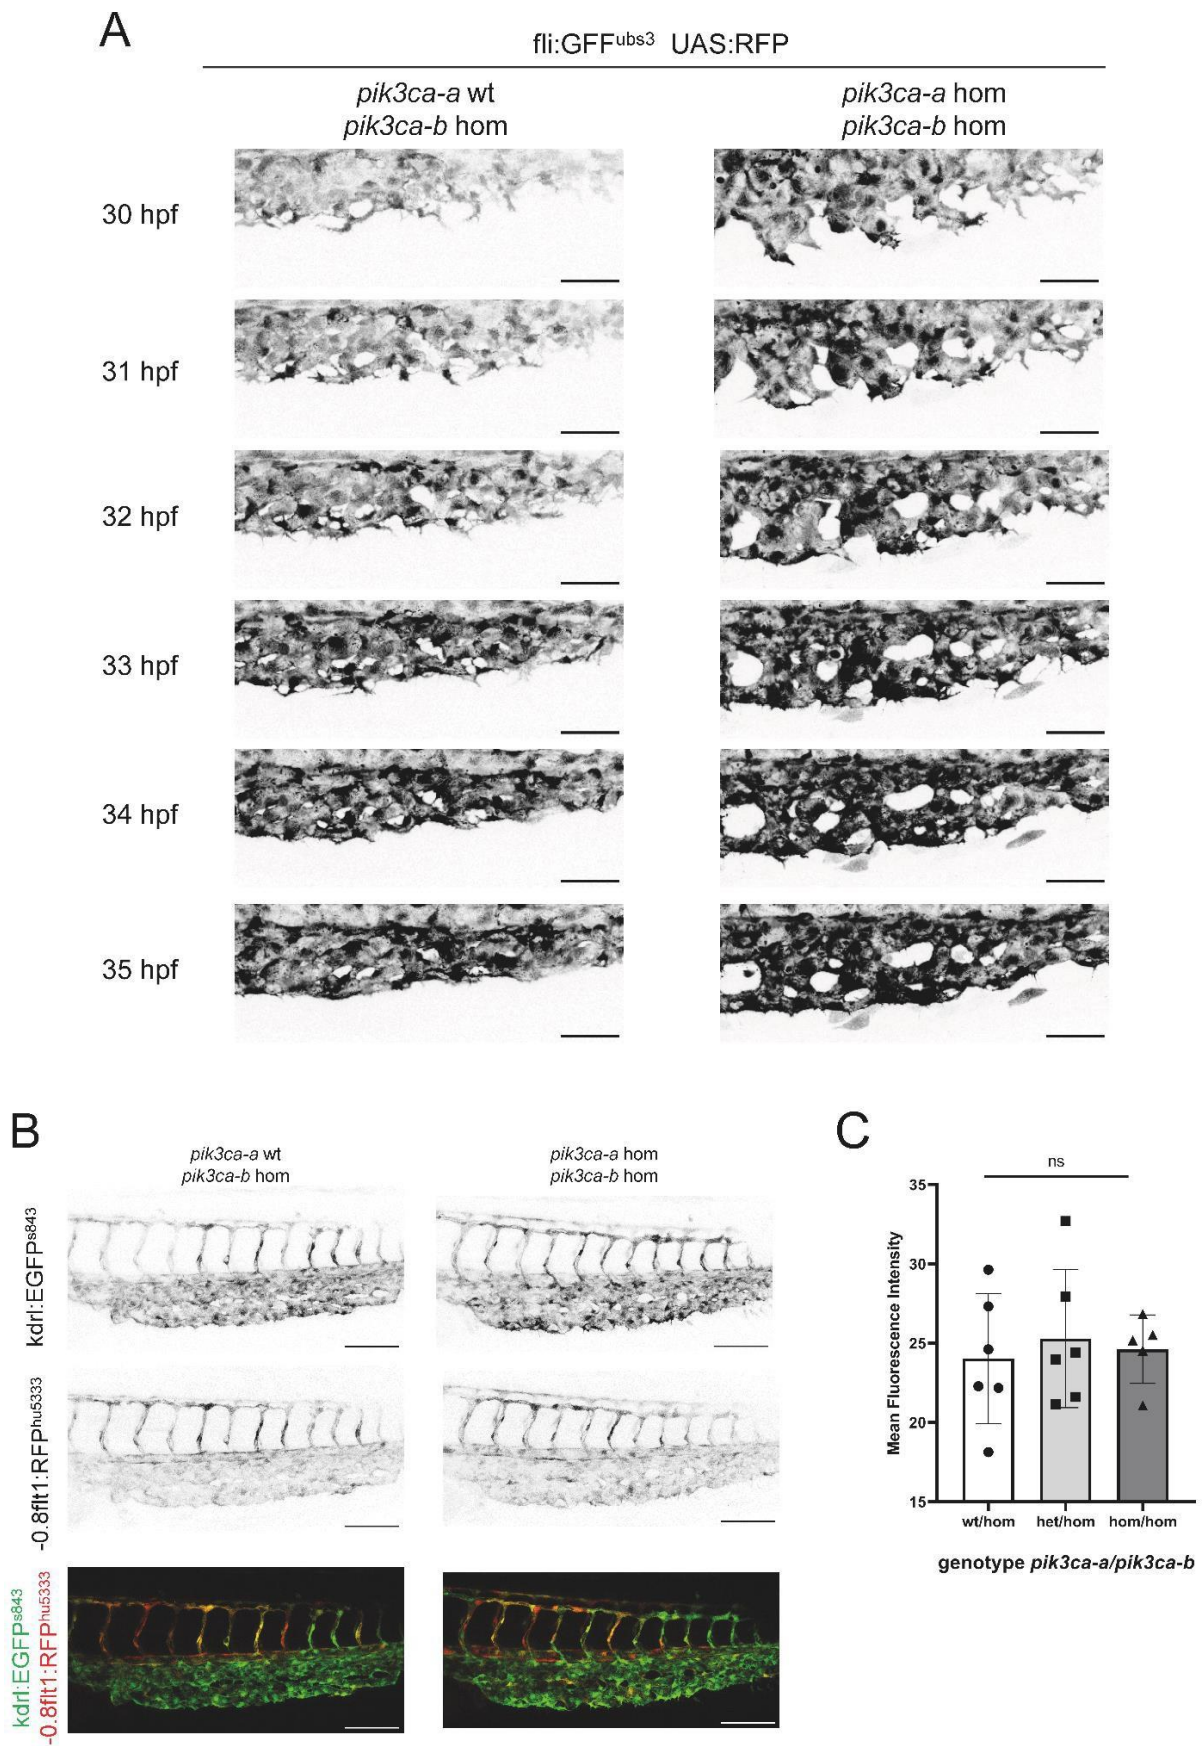 A
fli:GFFubs3 UAS:RFP
pik3ca-a wt
pik3ca-b hom
pik3ca-a hom
pik3ca-b hom
30 hpf
31 hpf
32 hpf
33 hpf
34 hpf
35 hpf
B
pik3ca-a wt
pik3ca-b hom
pik3ca-a hom
pik3ca-b hom
kdrl:EGFPs843
-0.8flt1:RFPhu5333
kdrl:EGFPs843
-0.8flt1:RFPhu5333
C
ns
35
30
25
20
15
Mean Fluorescence Intensity
wt/hom het/hom hom/hom
genotype pik3ca-a/pik3ca-b